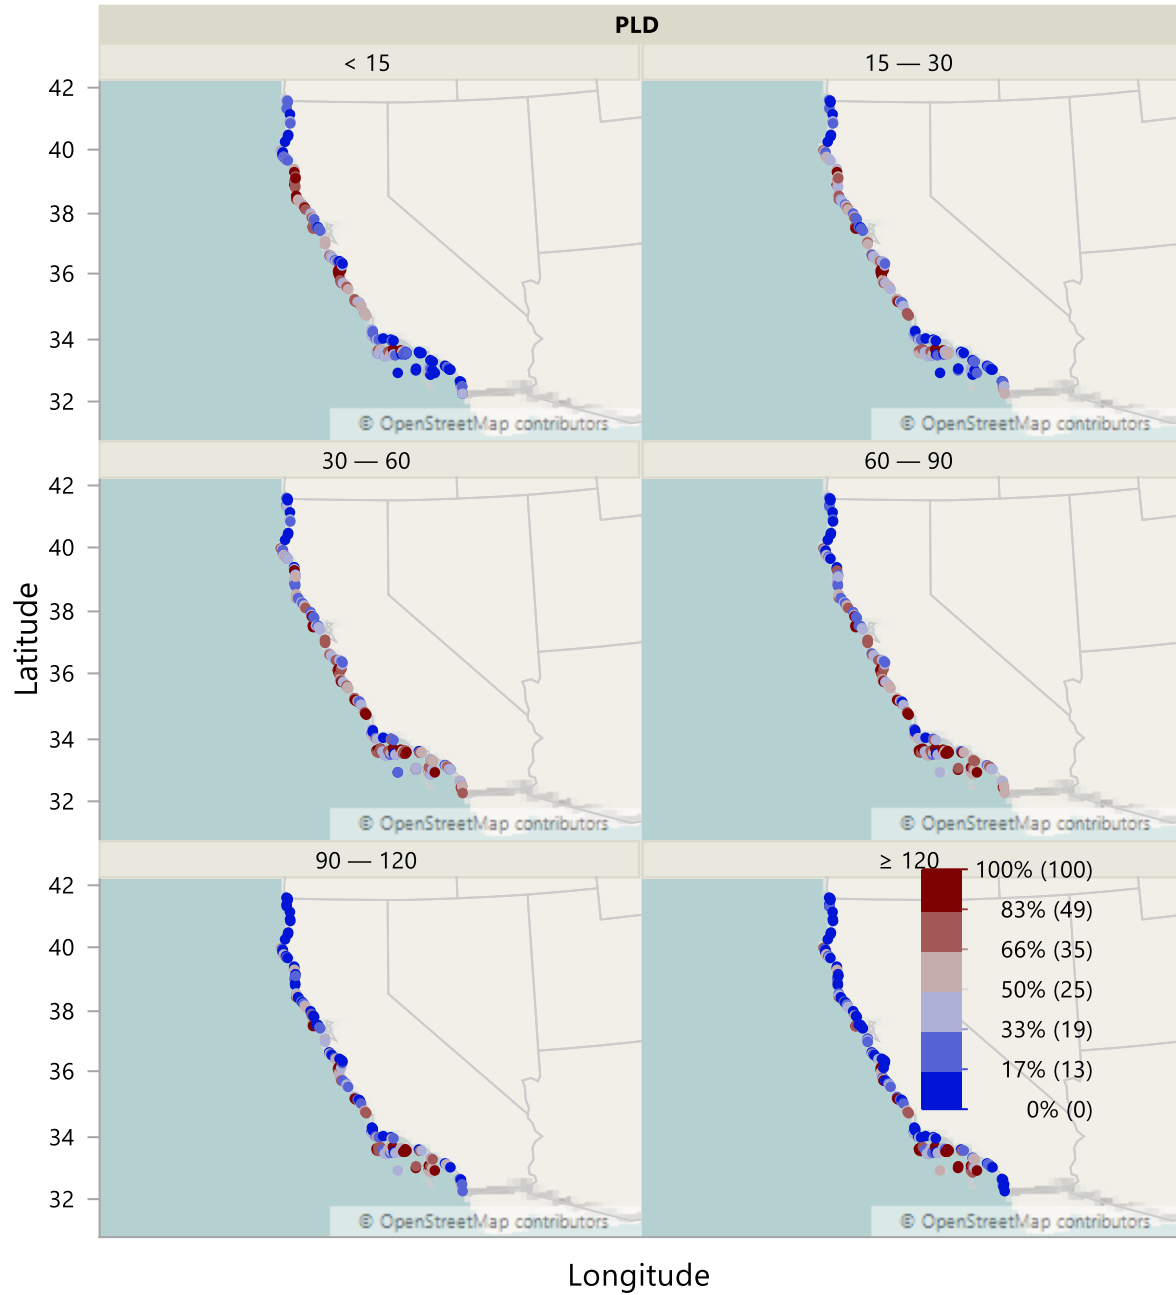 PLD
< 15
15 — 30
42
40
38
36
34
32
© OpenStreetMap contributors
© OpenStreetMap contributors
30 — 60
60 — 90
42
40
38
36
34
32
© OpenStreetMap contributors
© OpenStreetMap contributors
Latitude
90 — 120
≥ 120
42
40
38
36
34
32
100% (100)
83% (49)
66% (35)
50% (25)
33% (19)
17% (13)
0% (0)
© OpenStreetMap contributors
© OpenStreetMap contributors
Longitude